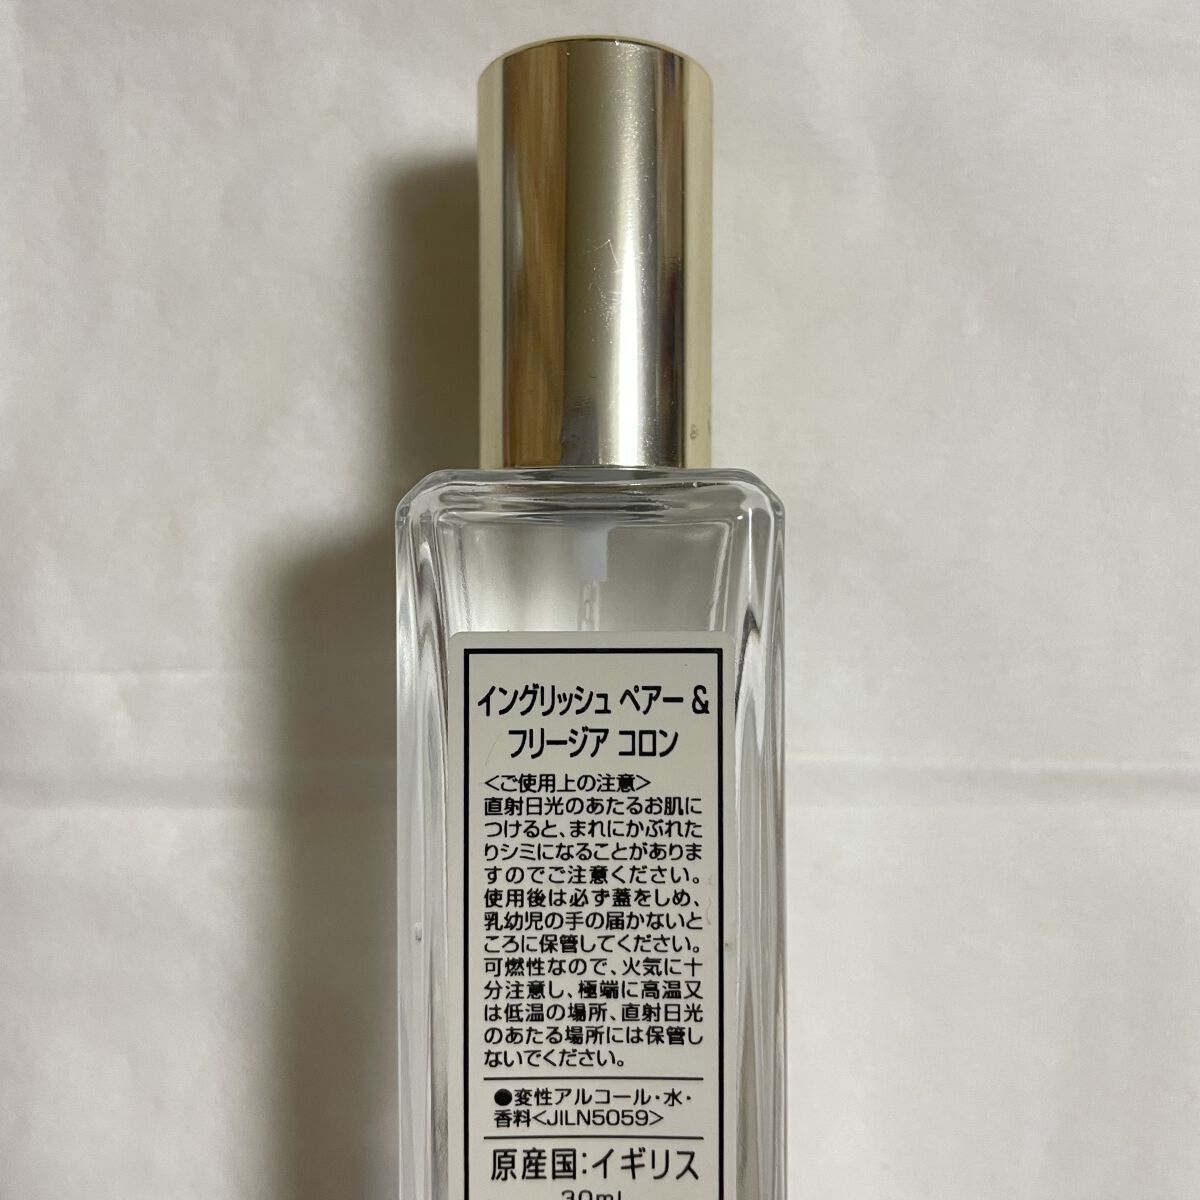 イングリッシュ ペアー &
フリージア コロン
<ご使用上の注意>
直射日光のあたるお肌に
つけると、まれにかぶれた
りシミになることがありま
すのでご注意ください。
使用後は必ず蓋をしめ、
乳幼児の手の届かないと
ころに保管してください。
可燃性なので、火気に十
分注意し、極端に高温又
は低温の場所、直射日光
のあたる場所には保管し
ないでください。
●変性アルコール・水・
香料<JILN5059>
原産国:イギリス
30mL